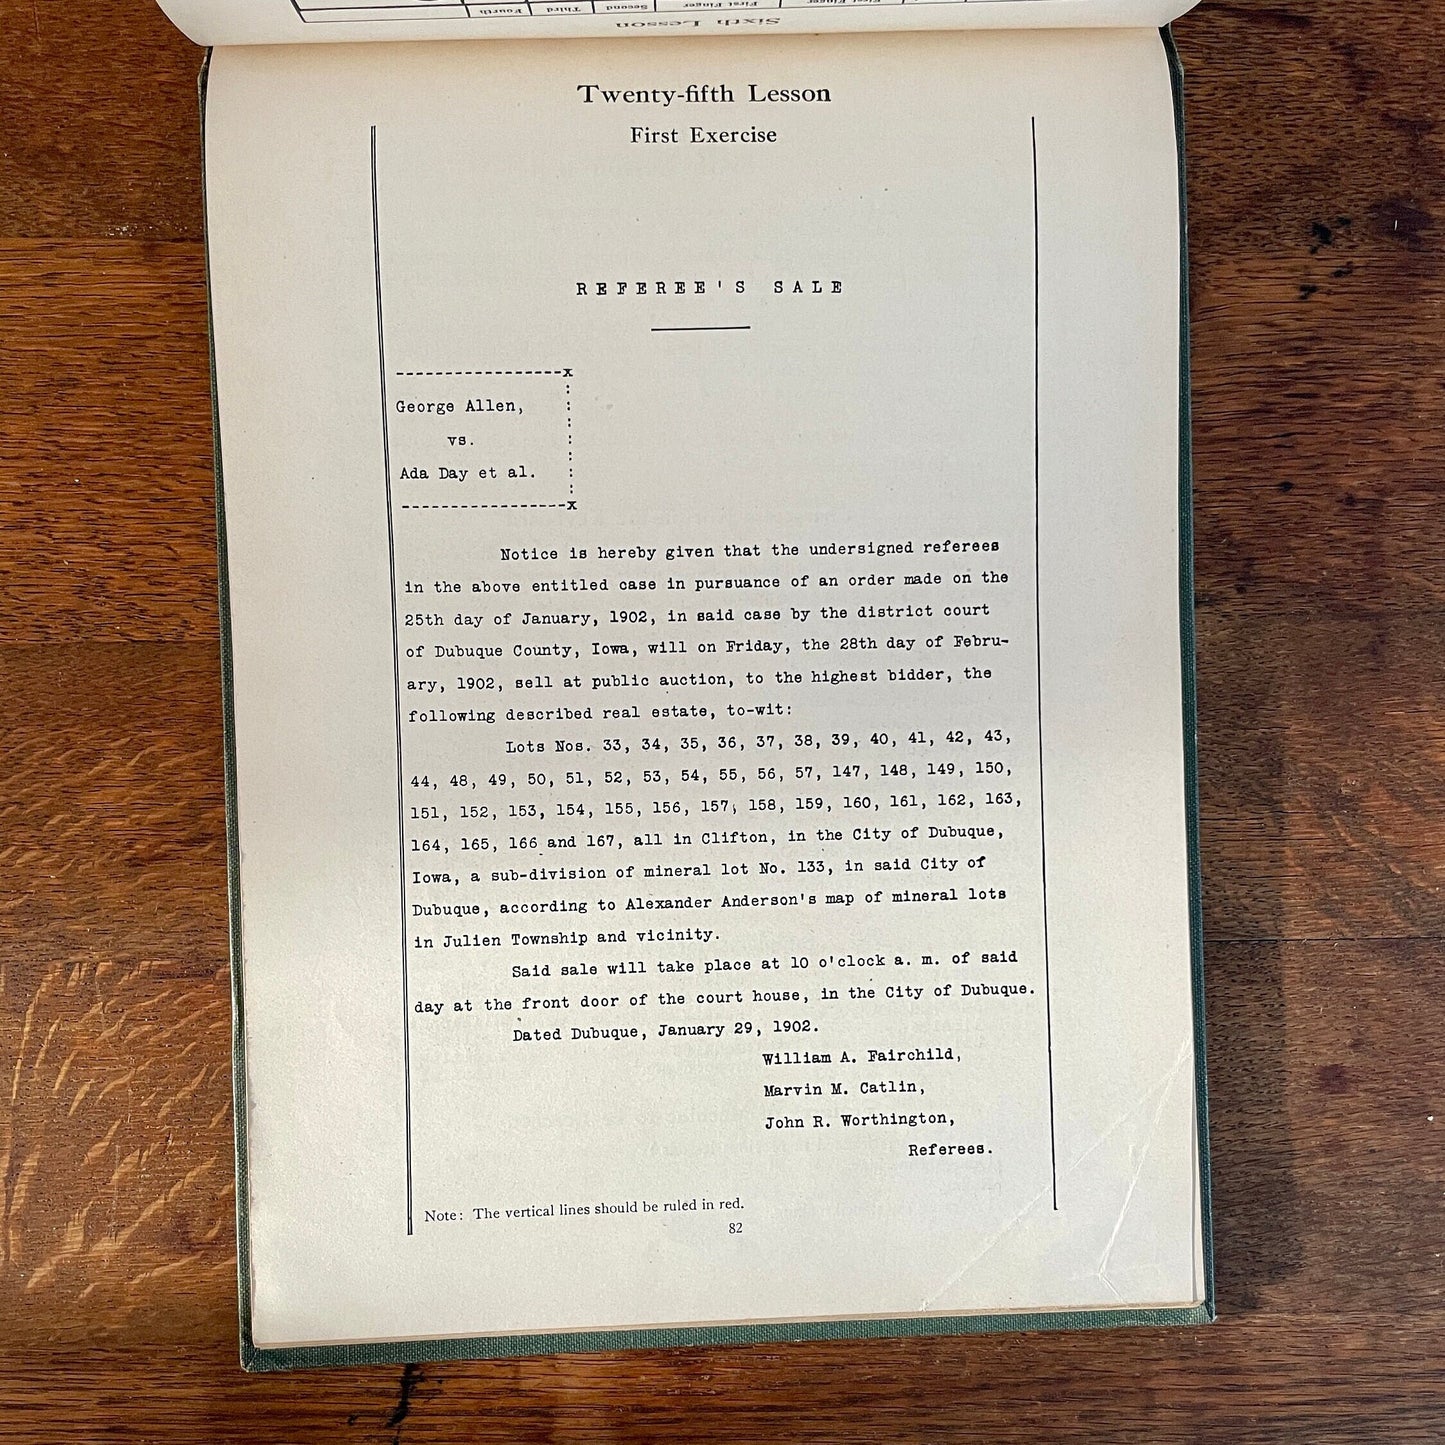 Fourth Third Second First Finger First Finger
Sixth Lesson
Twenty-fifth Lesson
First Exercise
REFEREE'S SALE
-----------------x
George Allen,
vs.
Ada Day et al.
-----------------x
Notice is hereby given that the undersigned referees
in the above entitled case in pursuance of an order made on the
25th day of January, 1902, in said case by the district court
of Dubuque County, Iowa, will on Friday, the 28th day of Febru-
ary, 1902, sell at public auction, to the highest bidder, the
following described real estate, to-wit:
Lots Nos. 33, 34, 35, 36, 37, 38, 39, 40, 41, 42, 43,
44, 48, 49, 50, 51, 52, 53, 54, 55, 56, 57, 147, 148, 149, 150,
151, 152, 153, 154, 155, 156, 157, 158, 159, 160, 161, 162, 163,
164, 165, 166 and 167, all in Clifton, in the City of Dubuque,
Iowa, a sub-division of mineral lot No. 133, in said City of
Dubuque, according to Alexander Anderson's map of mineral lots
in Julien Township and vicinity.
Said sale will take place at 10 o'clock a. m. of said
day at the front door of the court house, in the City of Dubuque.
Dated Dubuque, January 29, 1902.
William A. Fairchild,
Marvin M. Catlin,
John R. Worthington,
Referees.
Note: The vertical lines should be ruled in red.
82